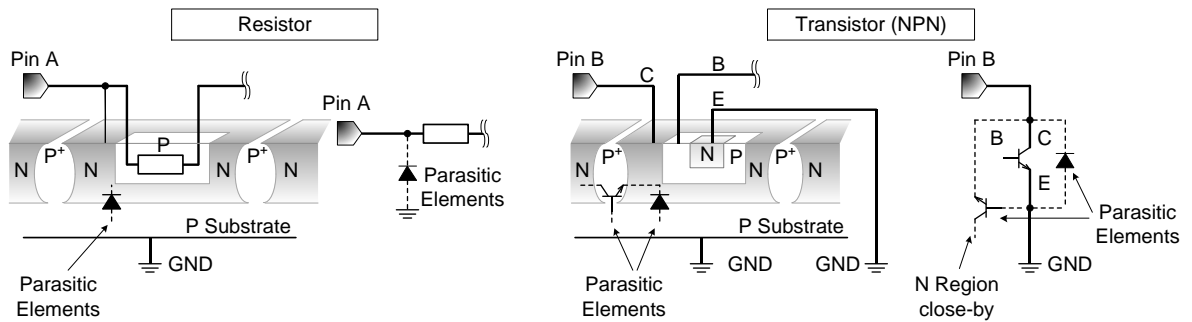 Resistor
Transistor (NPN)
Pin A
Pin A
N
P+
N
P
N
P+
N
Parasitic
Elements
P Substrate
GND
Parasitic
Elements
Pin B
C
B
E
N
P+
N
N
P
N
P+
N
P Substrate
GND
GND
Parasitic
Elements
Pin B
B
C
E
Parasitic
Elements
GND
N Region
close-by